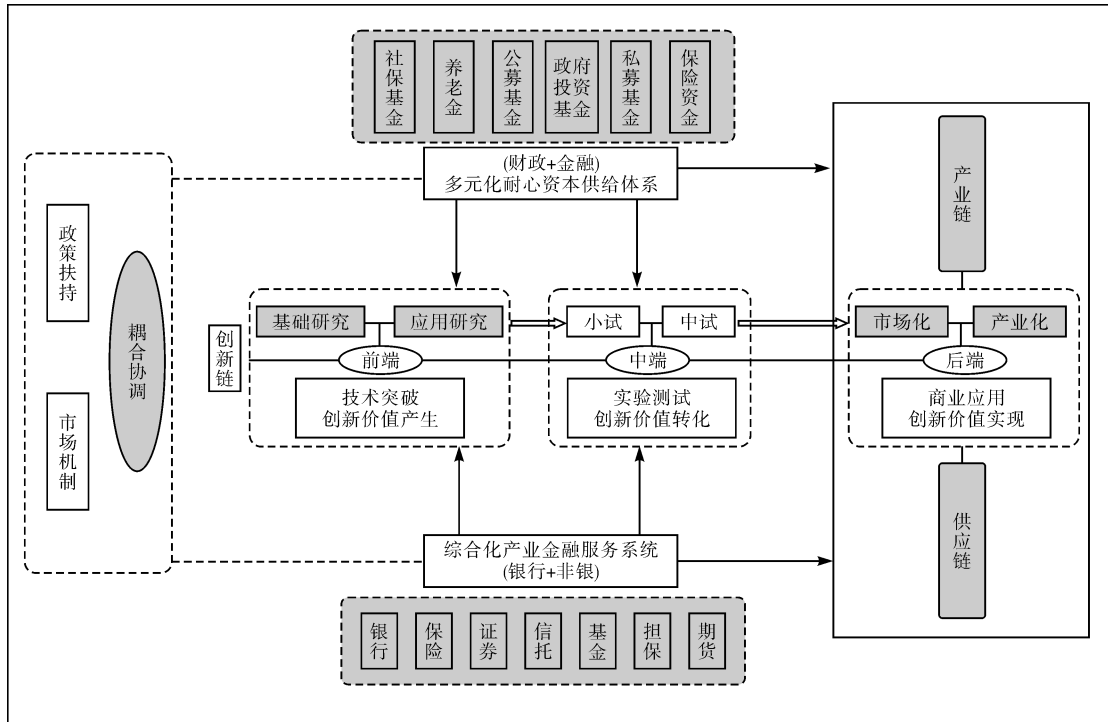 社保基金
养老金
公募基金
政府投资基金
私募基金
保险资金
(财政+金融)
多元化耐心资本供给体系
产业链
政策扶持
耦合协调
市场机制
创新链
基础研究
应用研究
前端
技术突破
创新价值产生
小试
中试
中端
实验测试
创新价值转化
市场化
产业化
后端
商业应用
创新价值实现
供应链
综合化产业金融服务系统
(银行+非银)
银行
保险
证券
信托
基金
担保
期货